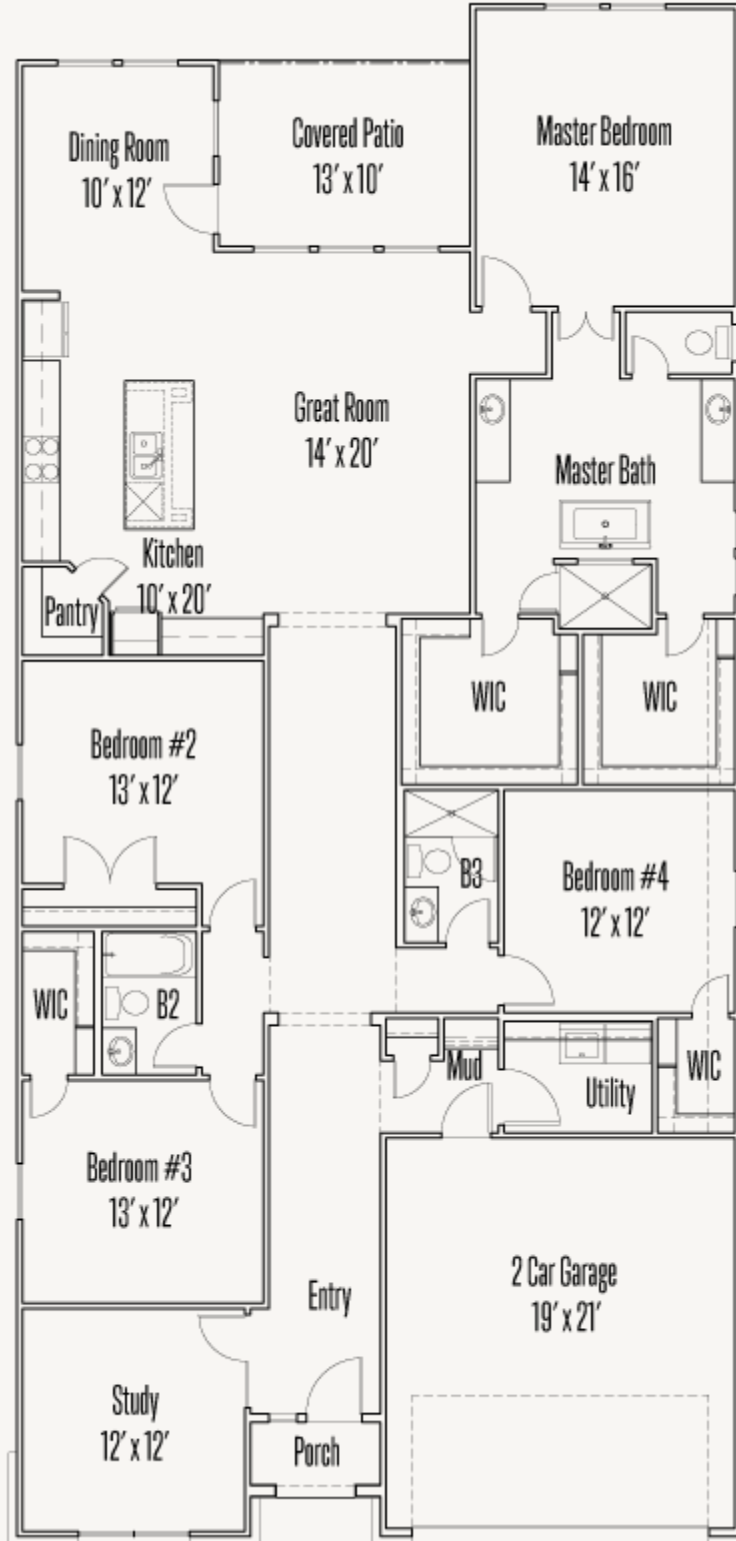 Dining Room
10' x 12'
Covered Patio
13' x 10'
Master Bedroom
14' x 16'
Great Room
14' x 20'
Master Bath
Kitchen
10' x 20'
Pantry
WIC
WIC
Bedroom #2
13' x 12'
B3
Bedroom #4
12' x 12'
WIC
B2
Mud
Utility
WIC
Bedroom #3
13' x 12'
Entry
2 Car Garage
19' x 21'
Study
12' x 12'
Porch